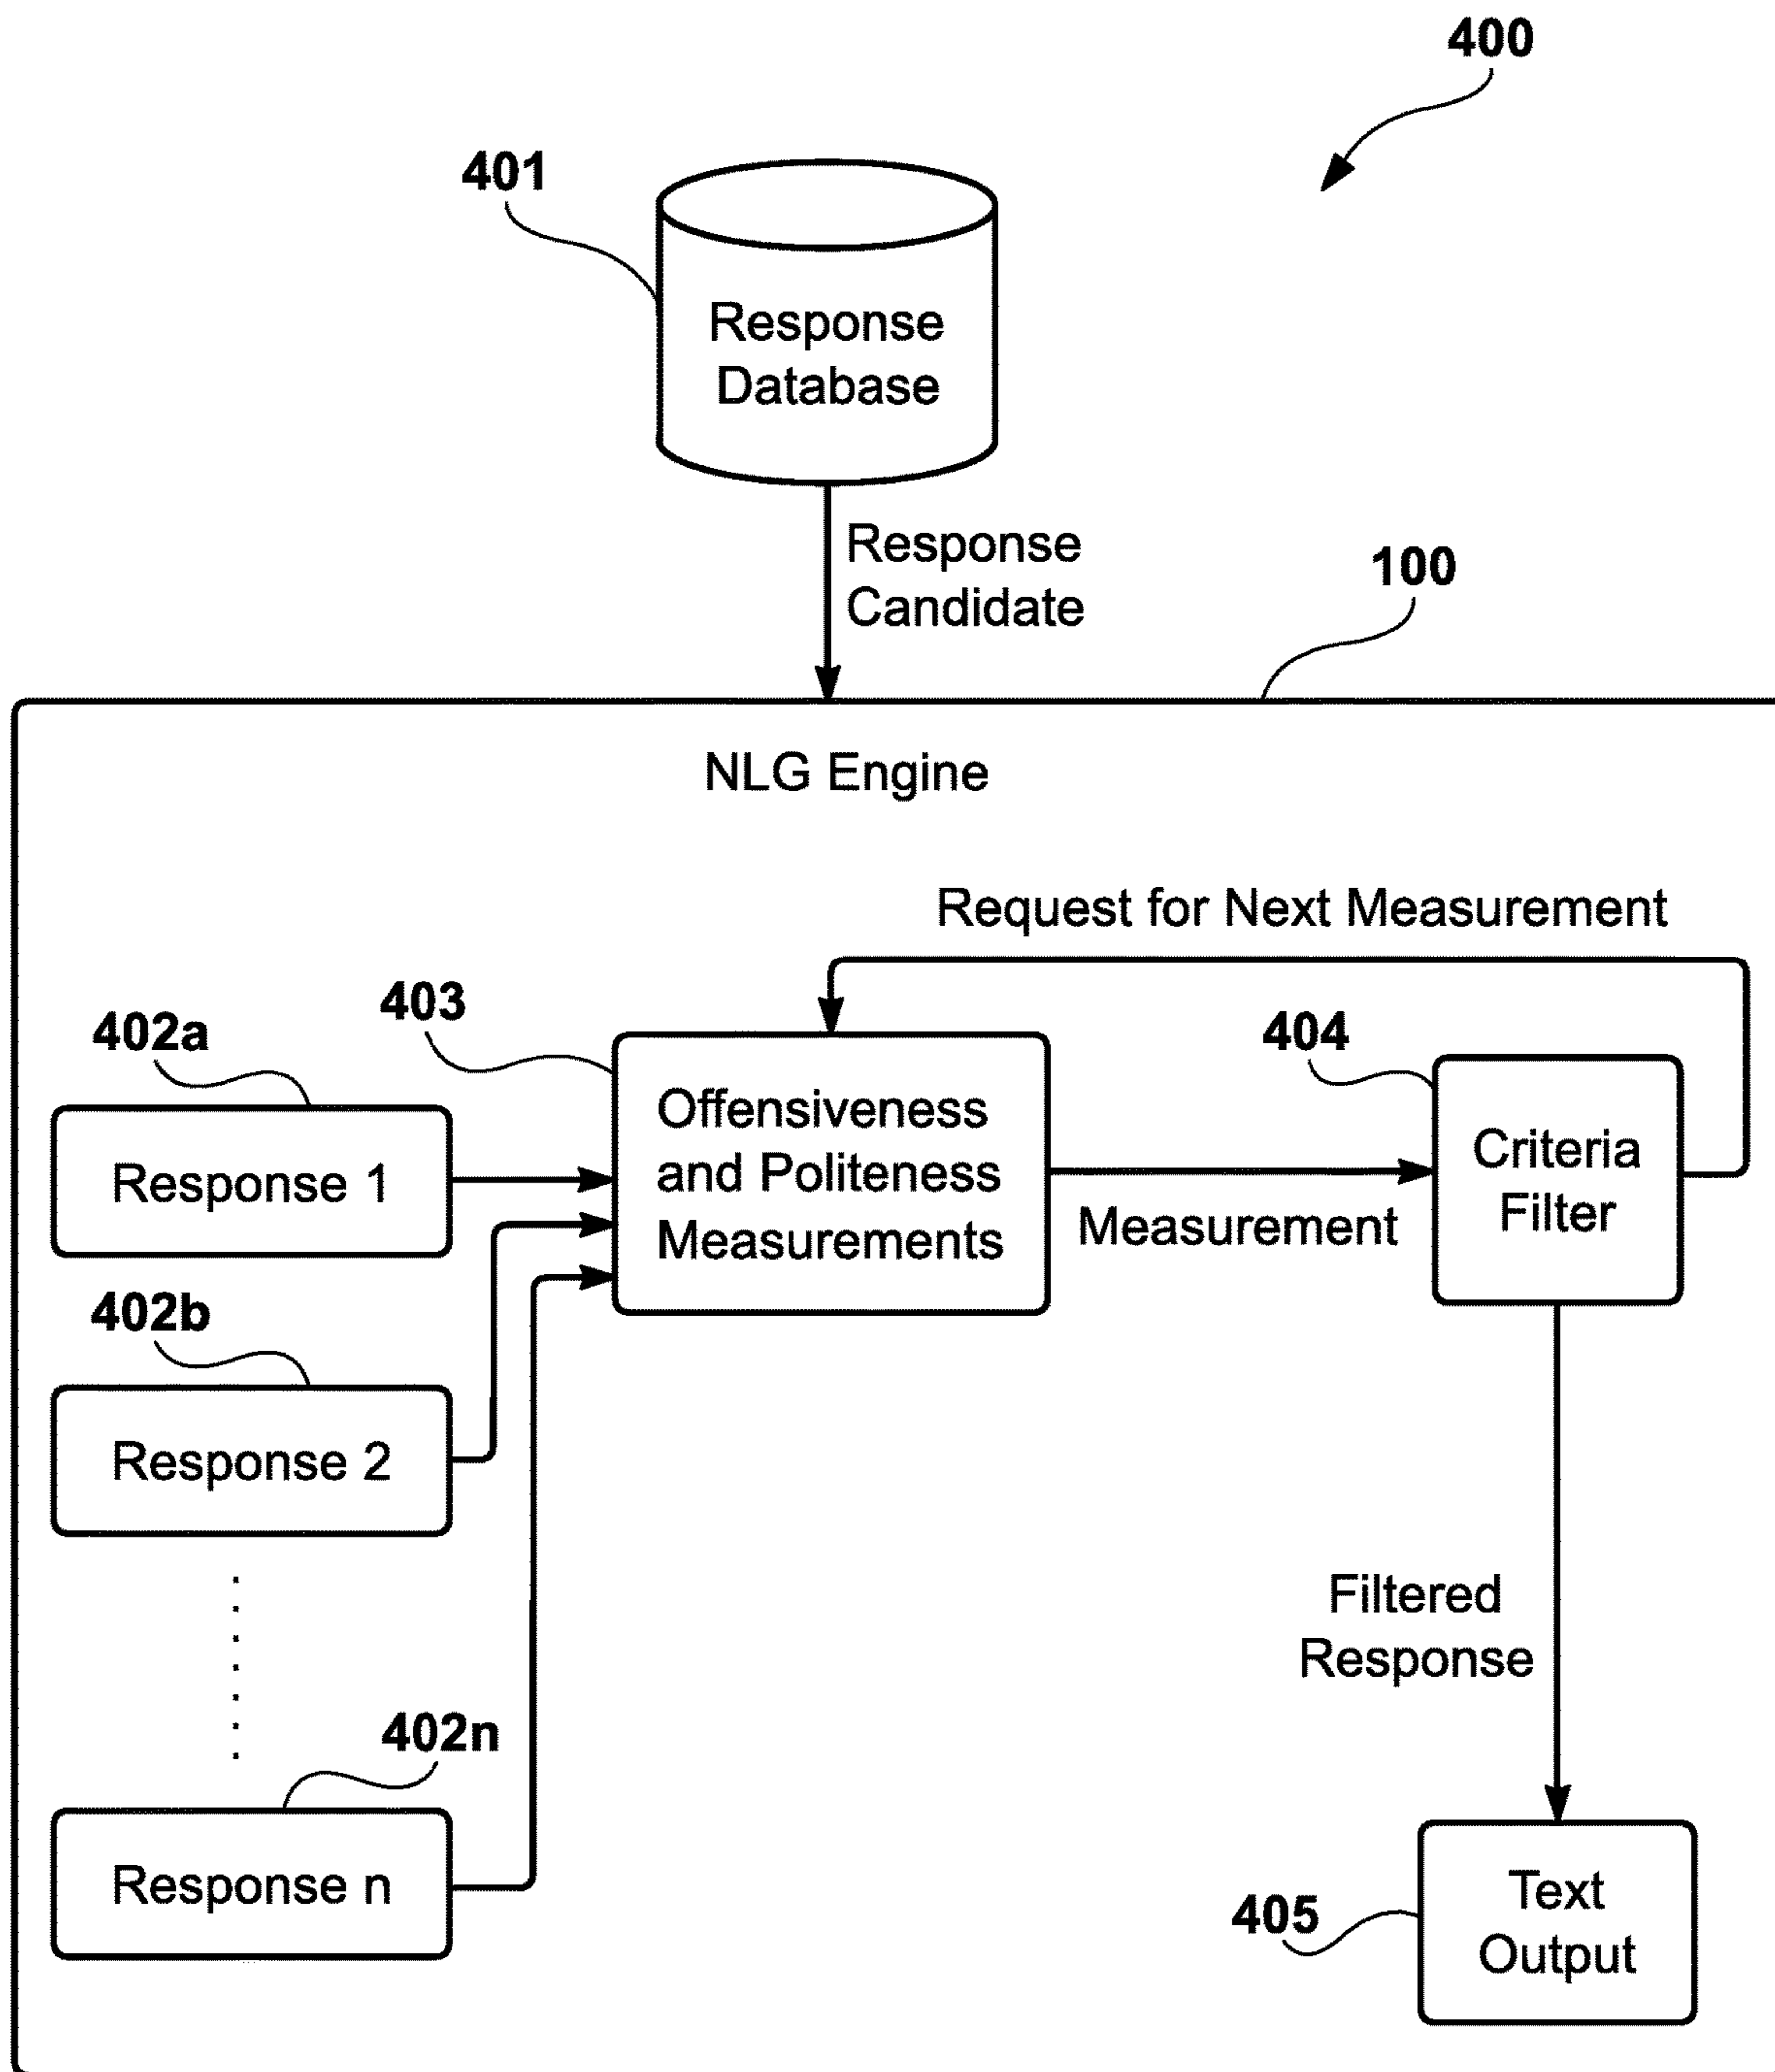 400
401
Response
Database
Response
Candidate
100
NLG Engine
Request for Next Measurement
403
402a
404
Offensiveness
and Politeness
Measurements
Criteria
Filter
Response 1
Measurement
402b
Response 2
Filtered
Response
402n
Response n
405
Text
Output